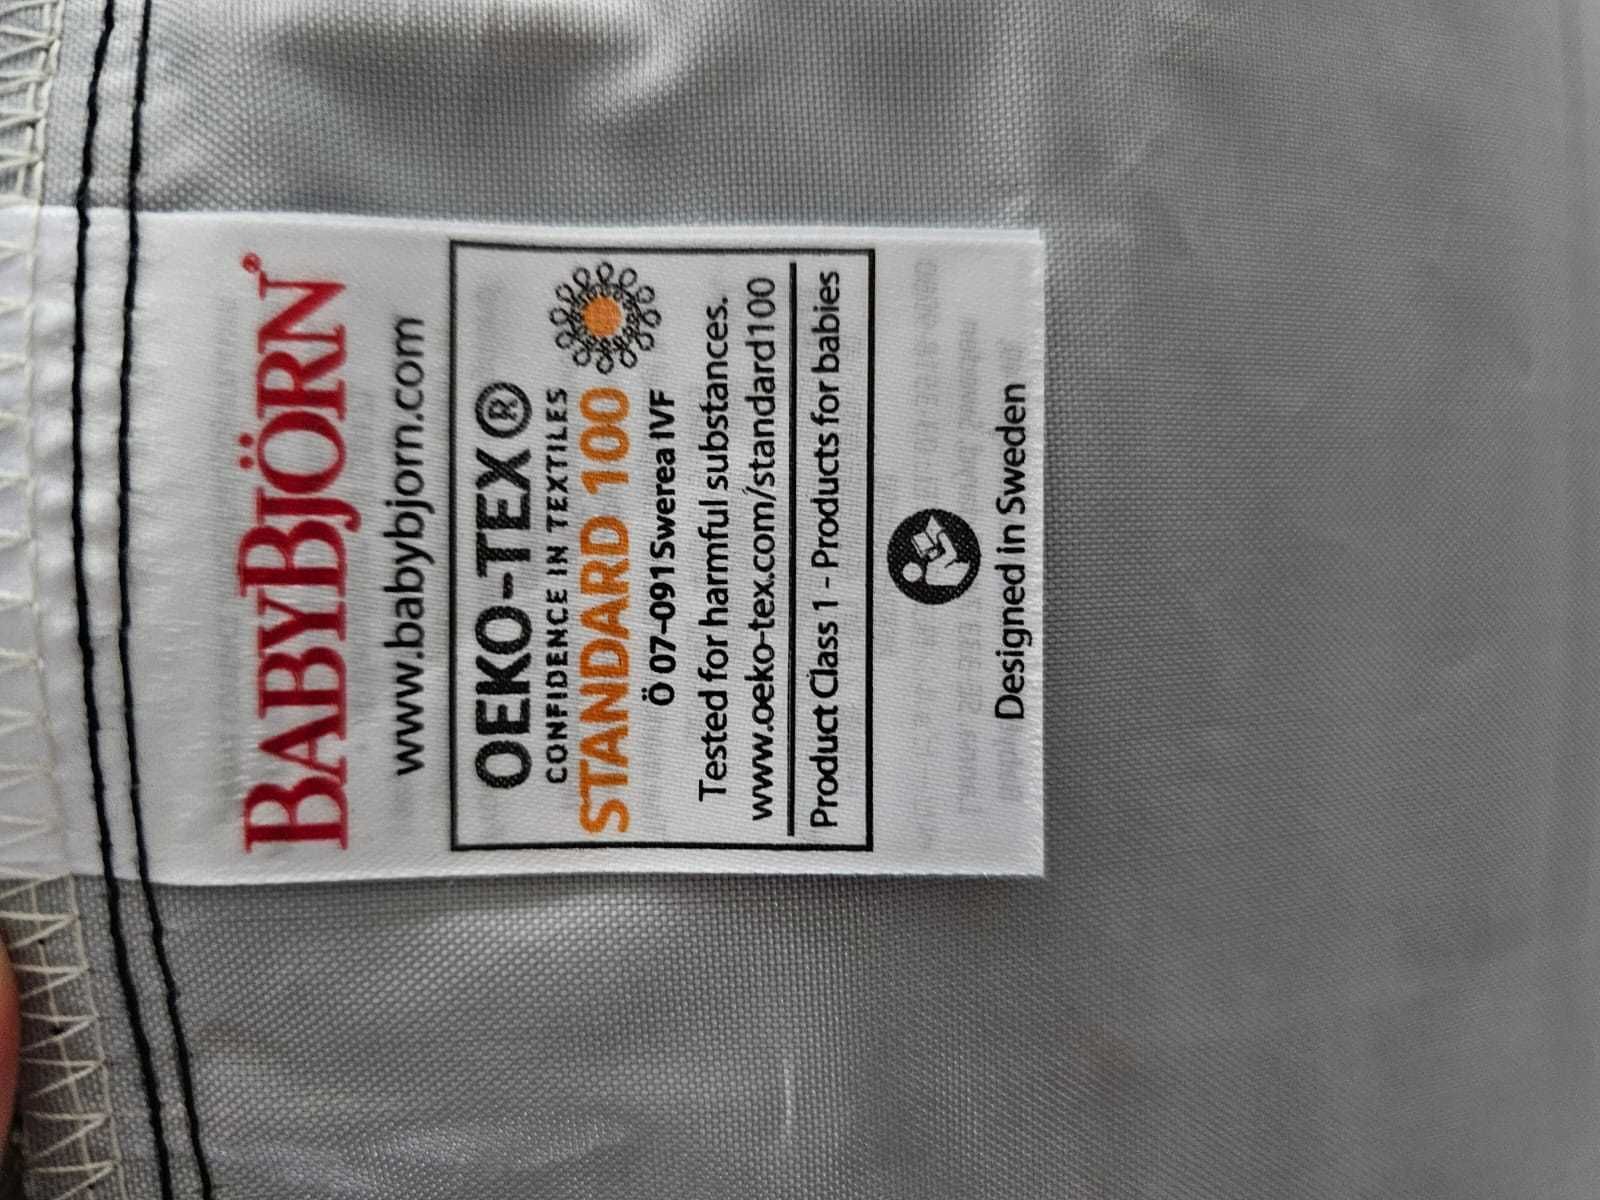 BABYBJÖRN®
www.babybjorn.com
OEKO-TEX®
CONFIDENCE IN TEXTILES
STANDARD 100
Ö 07-091 Swerea IVF
Tested for harmful substances.
www.oeko-tex.com/standard100
Product Class 1 - Products for babies
Designed in Sweden